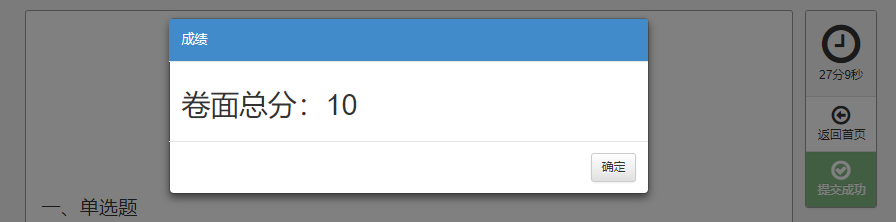 成绩
卷面总分：10
确定
一、单选题
27分9秒
返回首页
提交成功